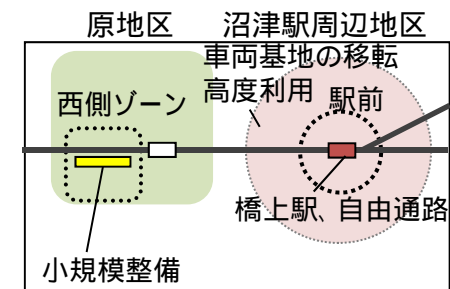 原地区
沼津駅周辺地区
車両基地の移転
高度利用
駅前
西側ゾーン
橋上駅、自由通路
小規模整備